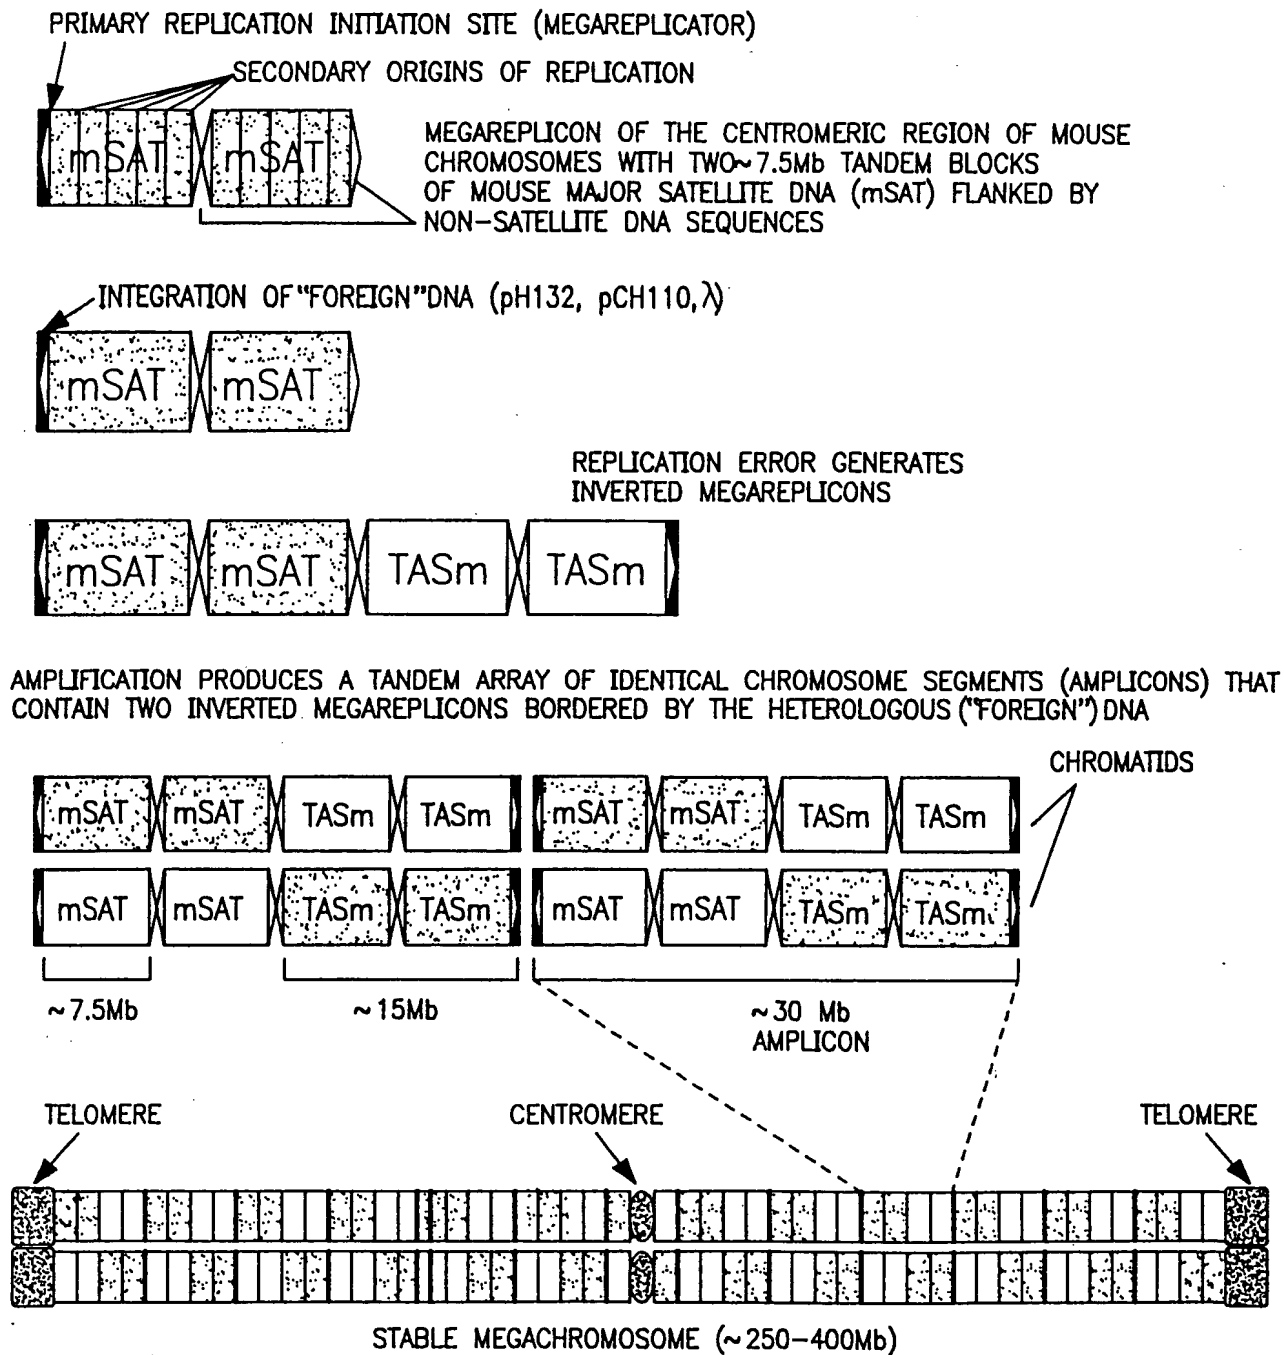 PRIMARY REPLICATION INITIATION SITE (MEGAREPLICATOR)
SECONDARY ORIGINS OF REPLICATION
mSAT mSAT
MEGAREPLICON OF THE CENTROMERIC REGION OF MOUSE
CHROMOSOMES WITH TWO~7.5Mb TANDEM BLOCKS
OF MOUSE MAJOR SATELLITE DNA (mSAT) FLANKED BY
NON-SATELLITE DNA SEQUENCES
INTEGRATION OF "FOREIGN" DNA (pH132, pCH110, λ)
mSAT mSAT
REPLICATION ERROR GENERATES
INVERTED MEGAREPLICONS
mSAT mSAT TASm TASm
AMPLIFICATION PRODUCES A TANDEM ARRAY OF IDENTICAL CHROMOSOME SEGMENTS (AMPLICONS) THAT
CONTAIN TWO INVERTED MEGAREPLICONS BORDERED BY THE HETEROLOGOUS ("FOREIGN") DNA
CHROMATIDS
mSAT mSAT TASm TASm mSAT mSAT TASm TASm
mSAT mSAT TASm TASm mSAT mSAT TASm TASm
~7.5Mb ~15Mb ~30 Mb
AMPLICON
TELOMERE CENTROMERE TELOMERE
STABLE MEGACHROMOSOME (~250-400Mb)